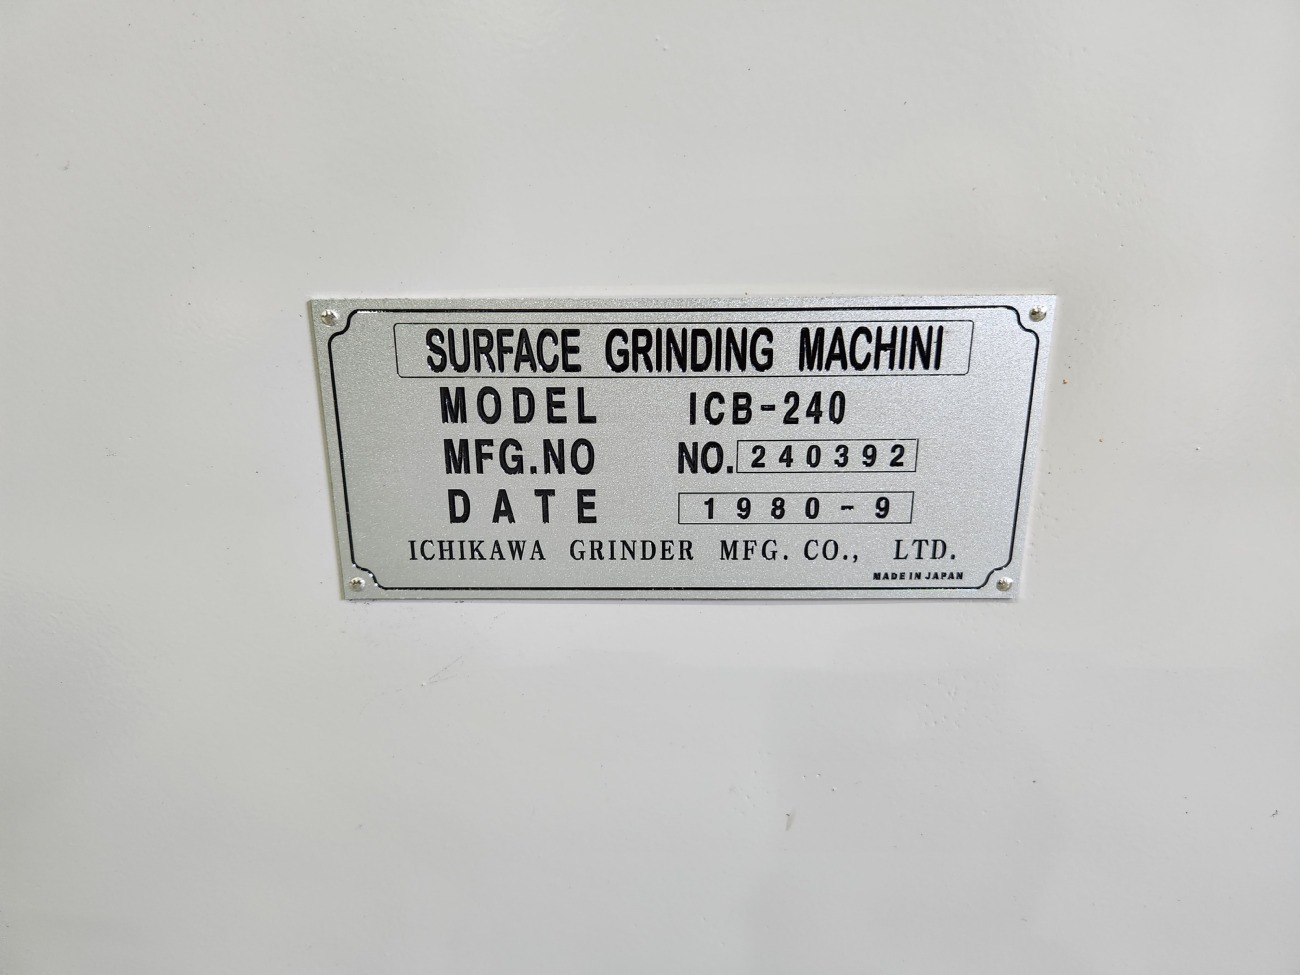 SURFACE GRINDING MACHINI
MODEL ICB-240
MFG.NO NO. 240392
DATE 1980-9
ICHIKAWA GRINDER MFG. CO., LTD.
MADE IN JAPAN